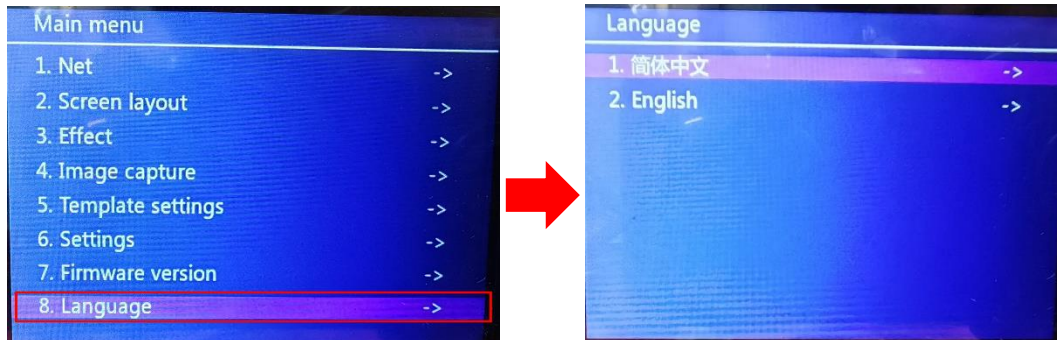 Main menu
1. Net ->
2. Screen layout ->
3. Effect ->
4. Image capture ->
5. Template settings ->
6. Settings ->
7. Firmware version ->
8. Language ->
Language
1. 简体中文 ->
2. English ->